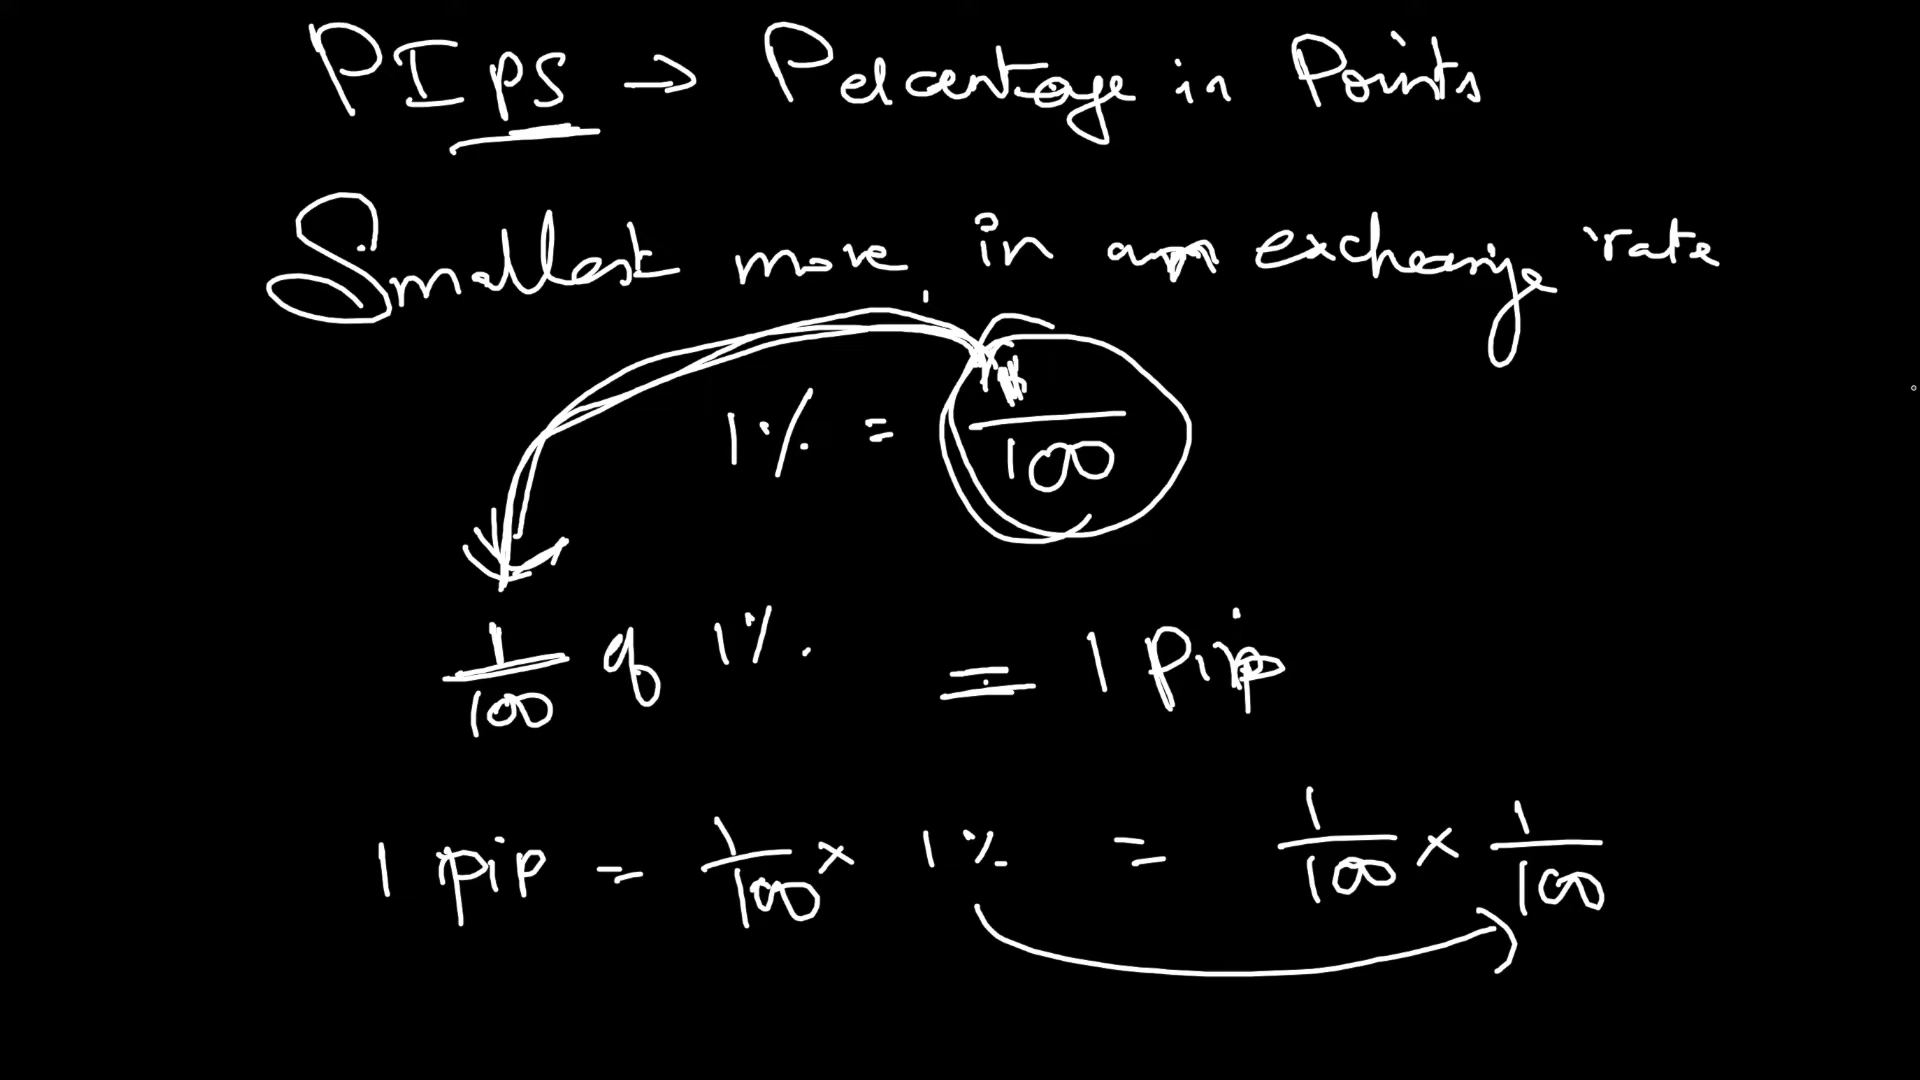 PIPS → Percentage in Points
Smallest move in an exchange rate
1% = 1/100
1/100 of 1% = 1 Pip
1 pip = 1/100 × 1% = 1/100 × 1/100